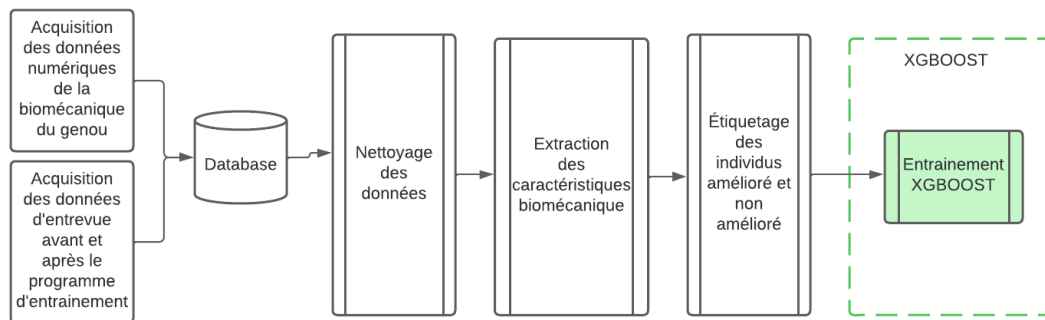 Acquisition
des données
numériques
de la
biomécanique
du genou
Acquisition
des données
d'entrevue
avant et
après le
programme
d'entrainement
Database
Nettoyage
des
données
Extraction
des
caractéristiques
biomécanique
Étiquetage
des
individus
amélioré et
non
amélioré
XGBOOST
Entrainement
XGBOOST